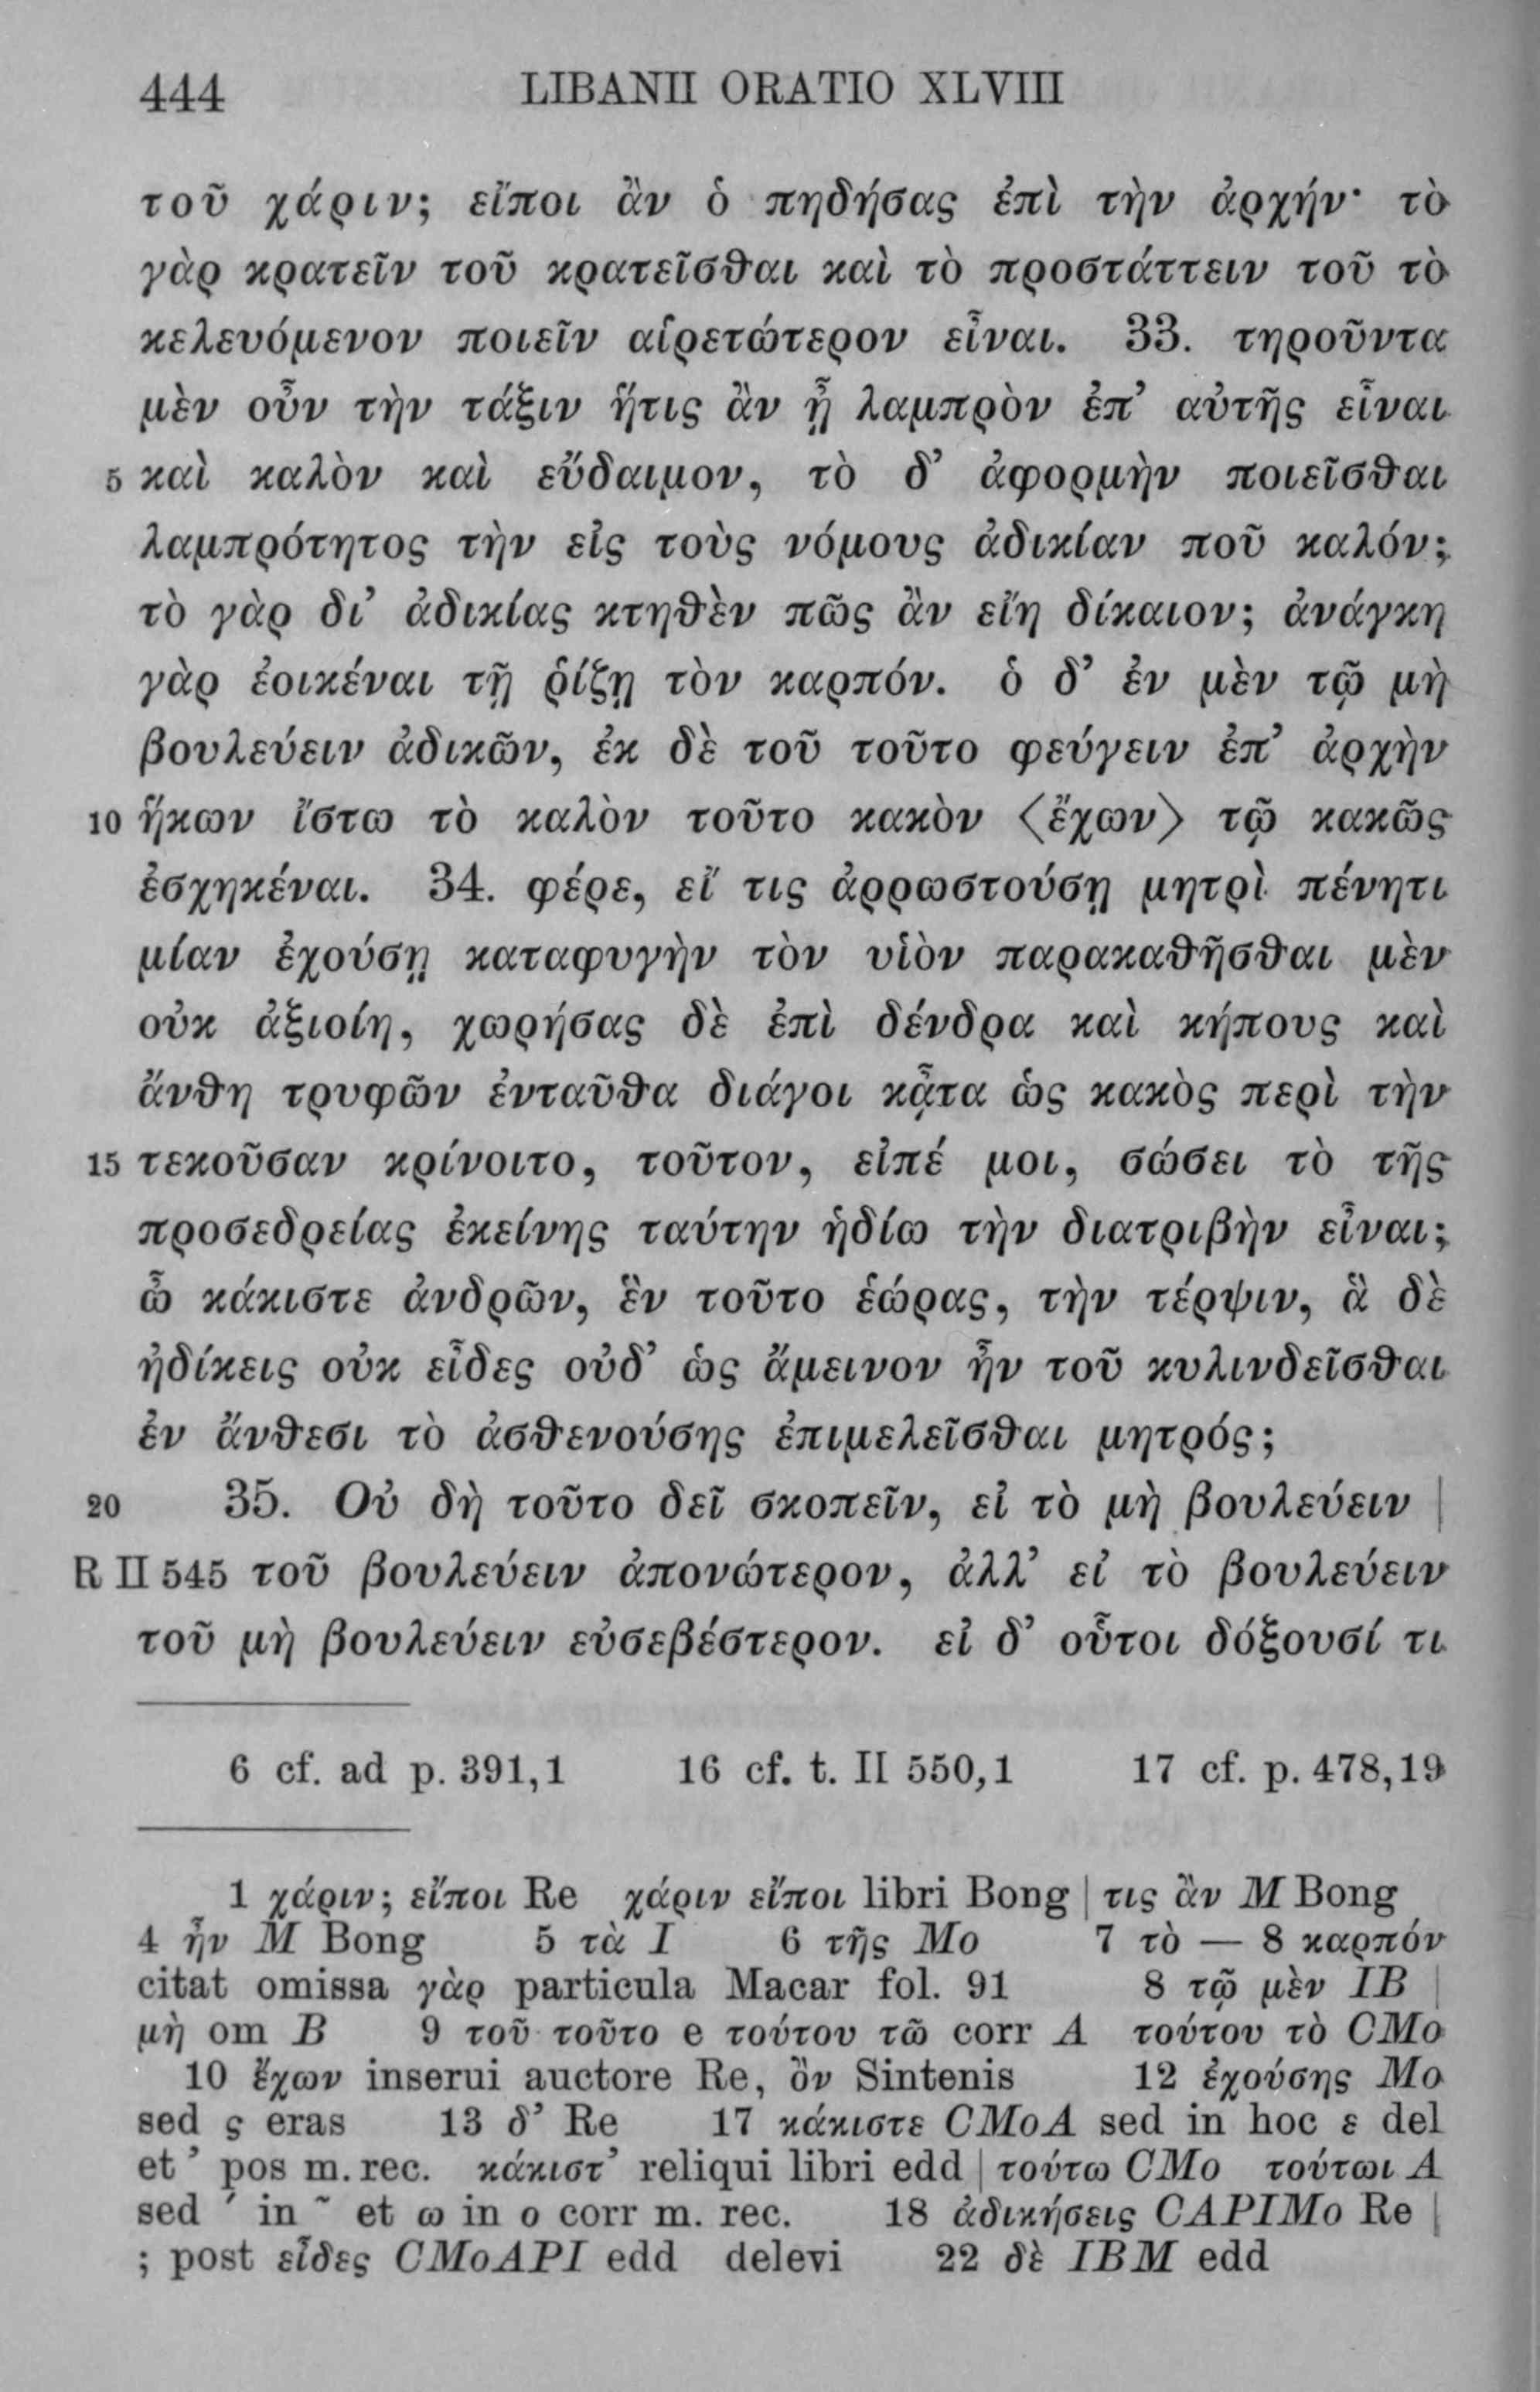 444 LIBANII ORATIO XLVIII
τοῦ χάριν; εἴποι ἂν ὁ πηδήσας ἐπὶ τὴν ἀρχήν· τὸ
γὰρ κρατεῖν τοῦ κρατεῖσθαι καὶ τὸ προστάττειν τοῦ τὸ
κελευόμενον ποιεῖν αἱρετώτερον εἶναι. 33. τηροῦντα
μὲν οὖν τὴν τάξιν ἥτις ἂν ᾖ λαμπρὸν ἐπ’ αὐτῆς εἶναι
5 καὶ καλὸν καὶ εὔδαιμον, τὸ δ’ ἀφορμὴν ποιεῖσθαι
λαμπρότητος τὴν εἰς τοὺς νόμους ἀδικίαν ποῦ καλόν;
τὸ γὰρ δι’ ἀδικίας κτηθὲν πῶς ἂν εἴη δίκαιον; ἀνάγκη
γὰρ ἐοικέναι τῇ ῥίζῃ τὸν καρπόν. ὁ δ’ ἐν μὲν τῷ μὴ
βουλεύειν ἀδικῶν, ἐκ δὲ τοῦ τοῦτο φεύγειν ἐπ’ ἀρχὴν
10 ἥκων ἴστω τὸ καλὸν τοῦτο κακὸν ⟨ἔχων⟩ τῷ κακῶς
ἐσχηκέναι. 34. φέρε, εἴ τις ἀρρωστούσῃ μητρὶ πένητι
μίαν ἐχούσῃ καταφυγὴν τὸν υἱὸν παρακαθῆσθαι μὲν
οὐκ ἀξιοίη, χωρήσας δὲ ἐπὶ δένδρα καὶ κήπους καὶ
ἄνθη τρυφῶν ἐνταῦθα διάγοι κᾆτα ὡς κακὸς περὶ τὴν
15 τεκοῦσαν κρίνοιτο, τοῦτον, εἰπέ μοι, σώσει τὸ τῆς
προσεδρείας ἐκείνης ταύτην ἡδίω τὴν διατριβὴν εἶναι;
ὦ κάκιστε ἀνδρῶν, ἓν τοῦτο ἑώρας, τὴν τέρψιν, ἃ δὲ
ἠδίκεις οὐκ εἶδες οὐδ’ ὡς ἄμεινον ἦν τοῦ κυλινδεῖσθαι
ἐν ἄνθεσι τὸ ἀσθενούσης ἐπιμελεῖσθαι μητρός;
20 35. Οὐ δὴ τοῦτο δεῖ σκοπεῖν, εἰ τὸ μὴ βουλεύειν |
R II 545 τοῦ βουλεύειν ἀπονώτερον, ἀλλ’ εἰ τὸ βουλεύειν
τοῦ μὴ βουλεύειν εὐσεβέστερον. εἰ δ’ οὗτοι δόξουσί τι
6 cf. ad p. 391,1 16 cf. t. II 550,1 17 cf. p. 478,19
1 χάριν; εἴποι Re χάριν εἴποι libri Bong | τις ἂν M Bong
4 ἦν M Bong 5 τὰ I 6 τῆς Mo 7 τὸ — 8 καρπόν
citat omissa γὰρ particula Macar fol. 91 8 τῷ μὲν IB |
μὴ om B 9 τοῦ τοῦτο e τούτου τῶ corr A τούτου τὸ CMo
10 ἔχων inserui auctore Re, ὂν Sintenis 12 ἐχούσης Mo
sed ς eras 13 δ’ Re 17 κάκιστε CMoA sed in hoc ε del
et ’ pos m. rec. κάκιστ’ reliqui libri edd | τούτω CMo τούτωι A
sed ´ in ῀ et ω in ο corr m. rec. 18 ἀδικήσεις CAPIMo Re |
; post εἶδες CMoAPI edd delevi 22 δὲ IBM edd